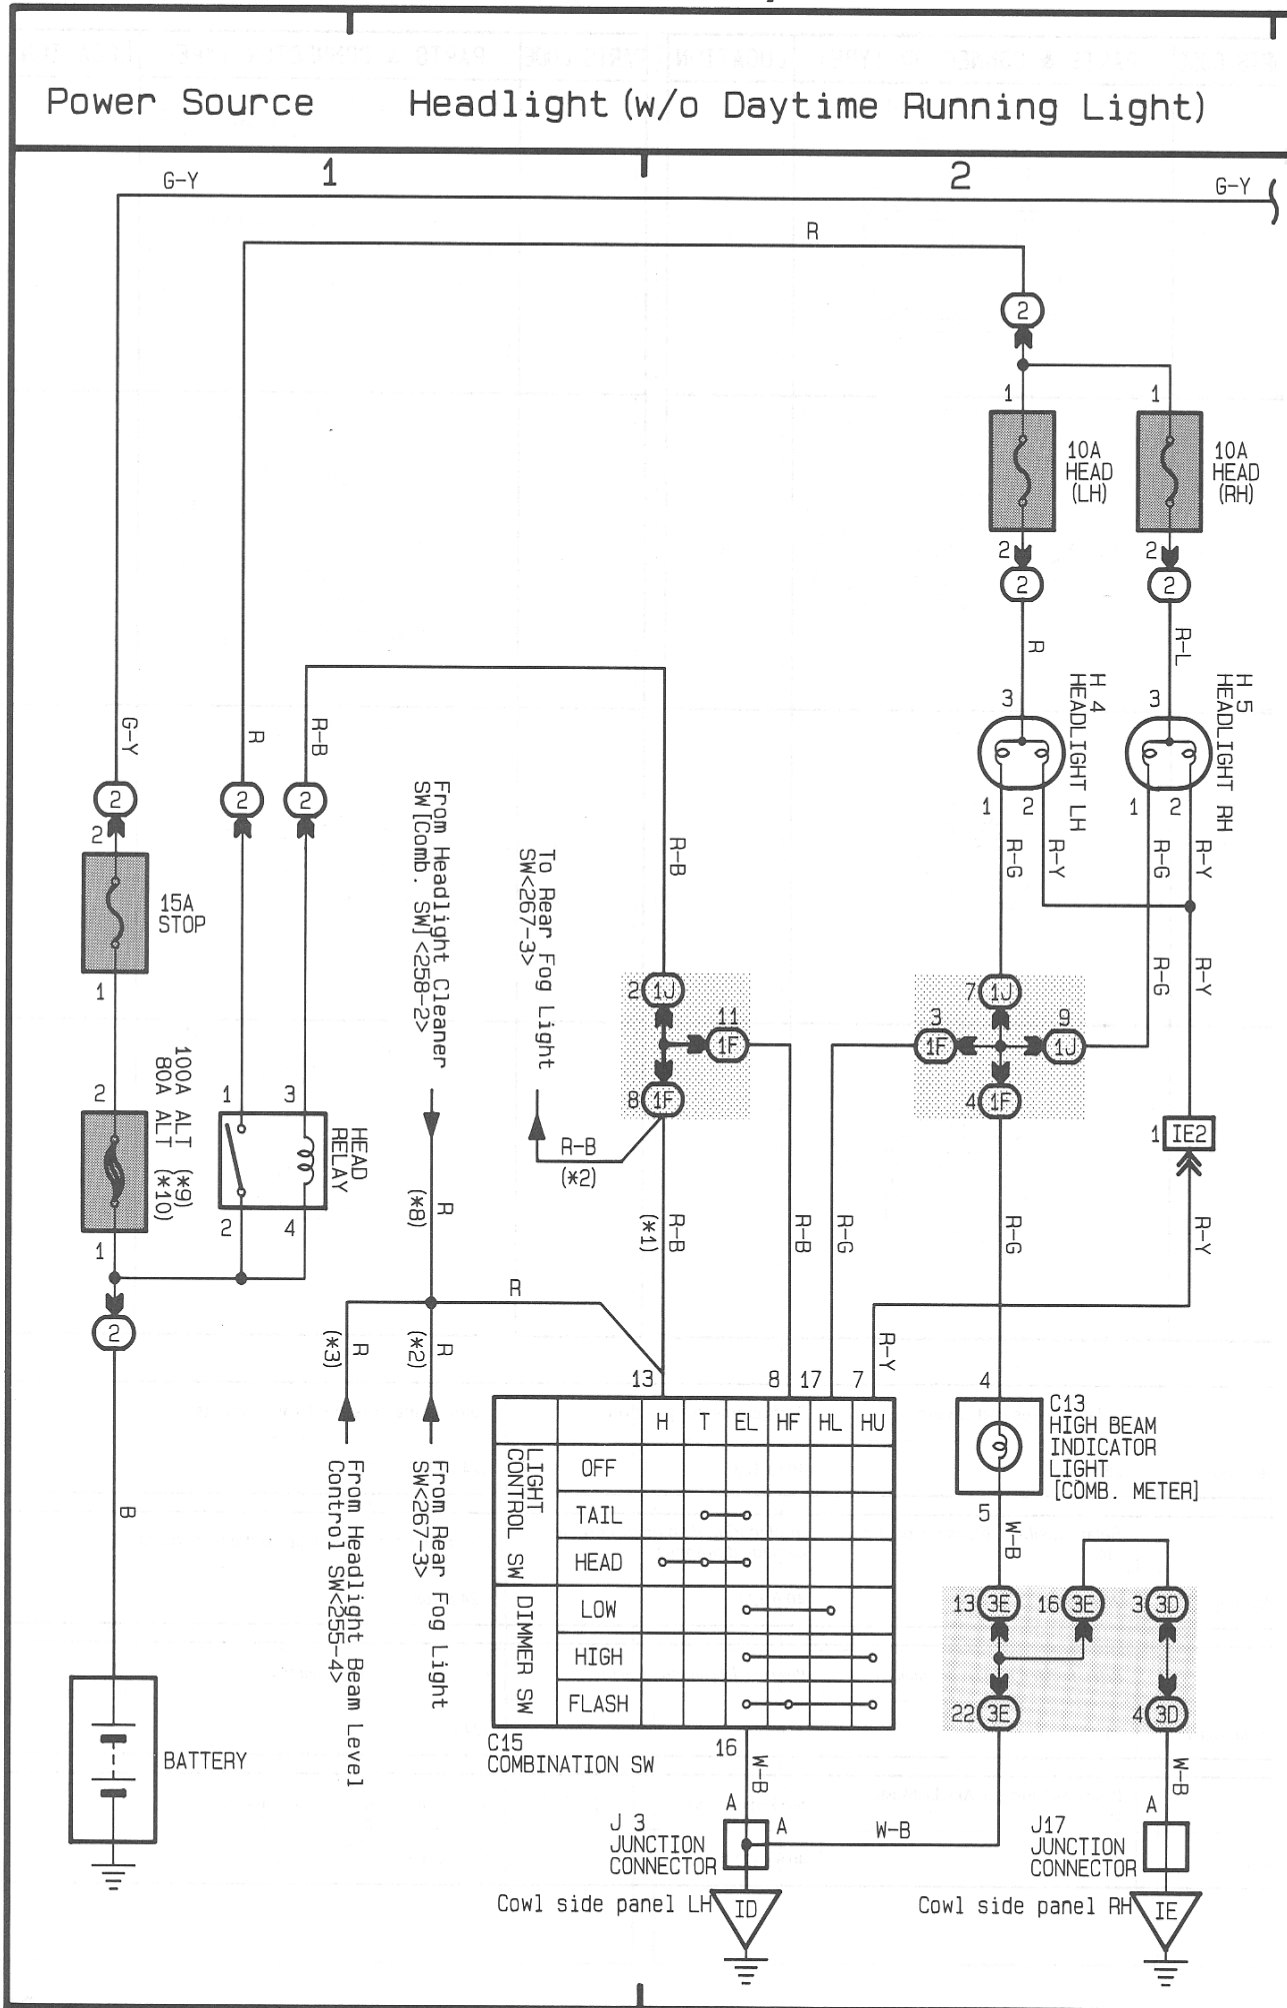 Power Source
Headlight (w/o Daytime Running Light)
1
2
G-Y
G-Y
R
2
1
1
10A
HEAD
(LH)
10A
HEAD
(RH)
2
2
2
2
R
R-L
H 4
HEADLIGHT LH
H 5
HEADLIGHT RH
3
3
1
2
1
2
R-G
R-Y
R-G
R-Y
G-Y
R
R-B
2
2
2
2
15A
STOP
1
From Headlight Cleaner
SW[Comb. SW]<258-2>
To Rear Fog Light
SW<267-3>
R-B
R-G
R-Y
2
1J
11
1F
8
1F
7
1J
3
1F
9
1J
4
1F
2
100A ALT (*9)
80A ALT (*10)
1
1
3
HEAD
RELAY
2
4
2
R-B
(*2)
1
IE2
R
(*8)
R-B
(*1)
R-B
R-G
R-G
R-Y
R
R
(*3)
R
(*2)
R-Y
13
8
17
7
4
H
T
EL
HF
HL
HU
LIGHT
CONTROL SW
OFF
TAIL
HEAD
DIMMER SW
LOW
HIGH
FLASH
C15
COMBINATION SW
C13
HIGH BEAM
INDICATOR
LIGHT
[COMB. METER]
5
W-B
From Headlight Beam Level
Control SW<255-4>
From Rear Fog Light
SW<267-3>
B
BATTERY
13
3E
16
3E
3
3D
22
3E
4
3D
16
W-B
W-B
A
A
W-B
A
J 3
JUNCTION
CONNECTOR
J17
JUNCTION
CONNECTOR
Cowl side panel LH
ID
Cowl side panel RH
IE